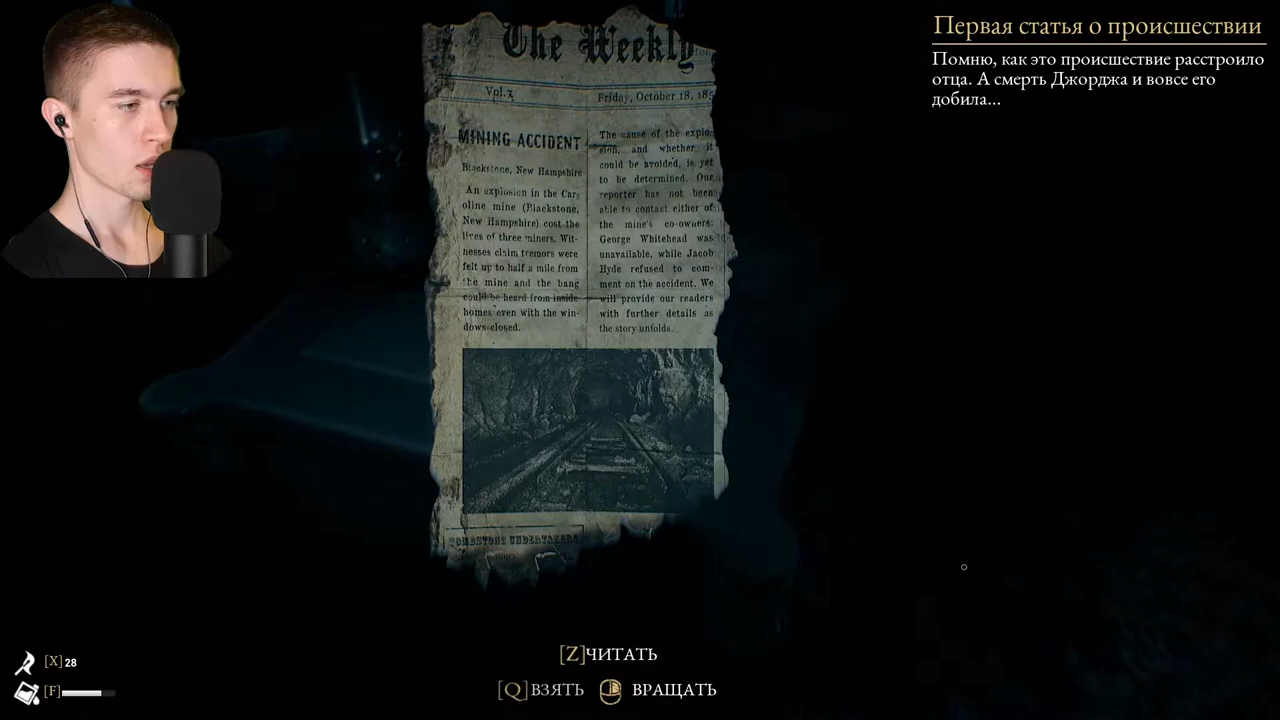 Первая статья о происшествии
Помню, как это происшествие расстроило
отца. А смерть Джорджа и вовсе его
добила...
The Weekly
Vol.3
Friday, October 18, 185
MINING ACCIDENT
Blackstone, New Hampshire
An explosion in the Car-
oline mine (Blackstone,
New Hampshire) cost the
lives of three miners. Wit-
nesses claim tremors were
felt up to half a mile from
the mine and the bang
could be heard from inside
homes even with the win-
dows closed.
The cause of the explo-
sion, and whether it
could be avoided, is yet
to be determined. Our
reporter has not been
able to contact either of
the mine's co-owners:
George Whitehead was
unavailable, while Jacob
Hyde refused to com-
ment on the accident. We
will provide our readers
with further details as
the story unfolds.
TOMBSTONE UNDERTAKERS
[Z]ЧИТАТЬ
[Q]ВЗЯТЬ ВРАЩАТЬ
[X] 28
[F]